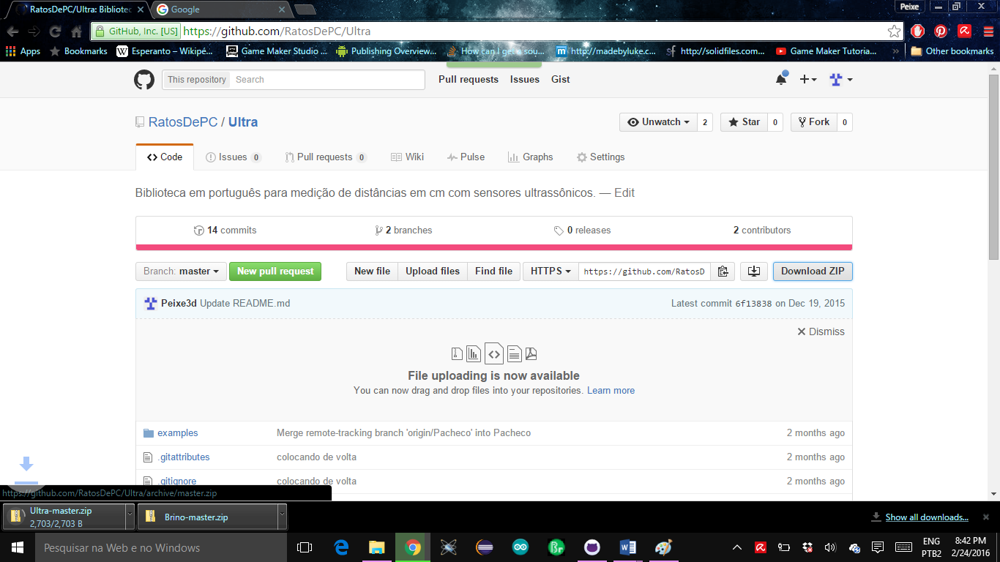 RatosDePC/Ultra: Bibliotec
Google
Peixe
GitHub, Inc. [US] https://github.com/RatosDePC/Ultra
Apps Bookmarks Esperanto – Wikipé... Game Maker Studio ... Publishing Overview... How can I get a sou... http://madebyluke.c... http://solidfiles.com... Game Maker Tutoria... » Other bookmarks
This repository Search Pull requests Issues Gist
RatosDePC / Ultra Unwatch 2 Star 0 Fork 0
Code Issues 0 Pull requests 0 Wiki Pulse Graphs Settings
Biblioteca em português para medição de distâncias em cm com sensores ultrassônicos. — Edit
14 commits 2 branches 0 releases 2 contributors
Branch: master New pull request New file Upload files Find file HTTPS https://github.com/RatosD Download ZIP
Peixe3d Update README.md Latest commit 6f13838 on Dec 19, 2015
Dismiss
File uploading is now available
You can now drag and drop files into your repositories. Learn more
examples Merge remote-tracking branch 'origin/Pacheco' into Pacheco 2 months ago
.gitattributes colocando de volta 2 months ago
.gitignore colocando de volta 2 months ago
https://github.com/RatosDePC/Ultra/archive/master.zip
Ultra-master.zip
2,703/2,703 B
Brino-master.zip
Show all downloads...
Pesquisar na Web e no Windows
ENG
PTB2
8:42 PM
2/24/2016